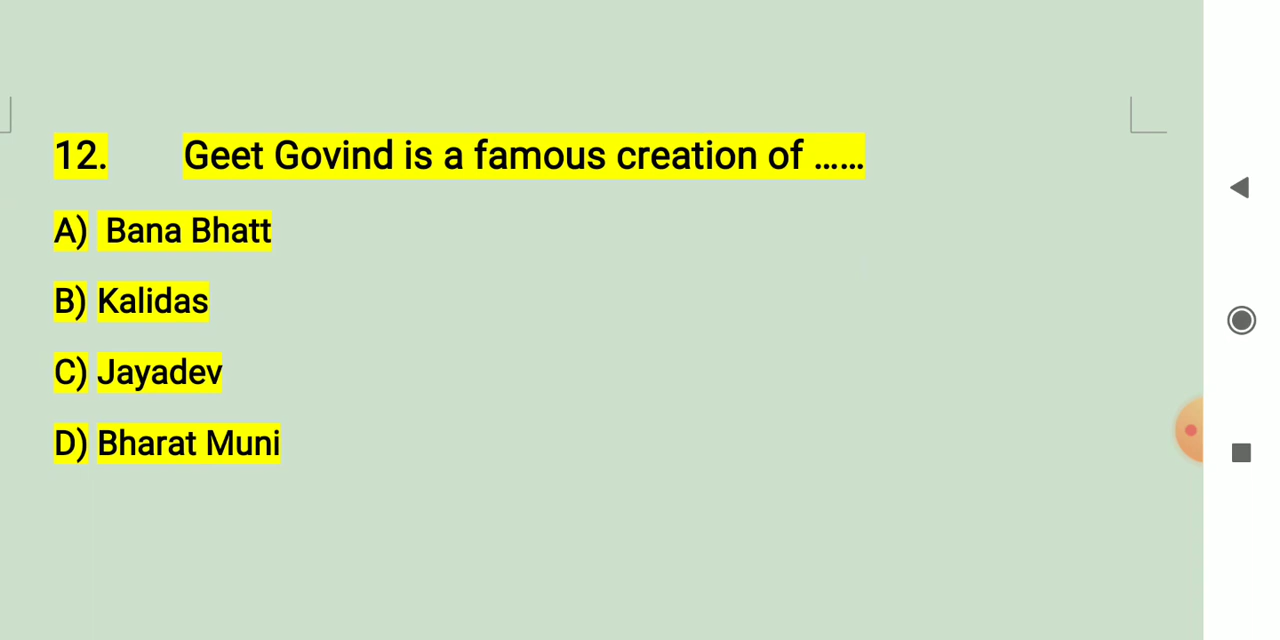 12. Geet Govind is a famous creation of ......
A) Bana Bhatt
B) Kalidas
C) Jayadev
D) Bharat Muni